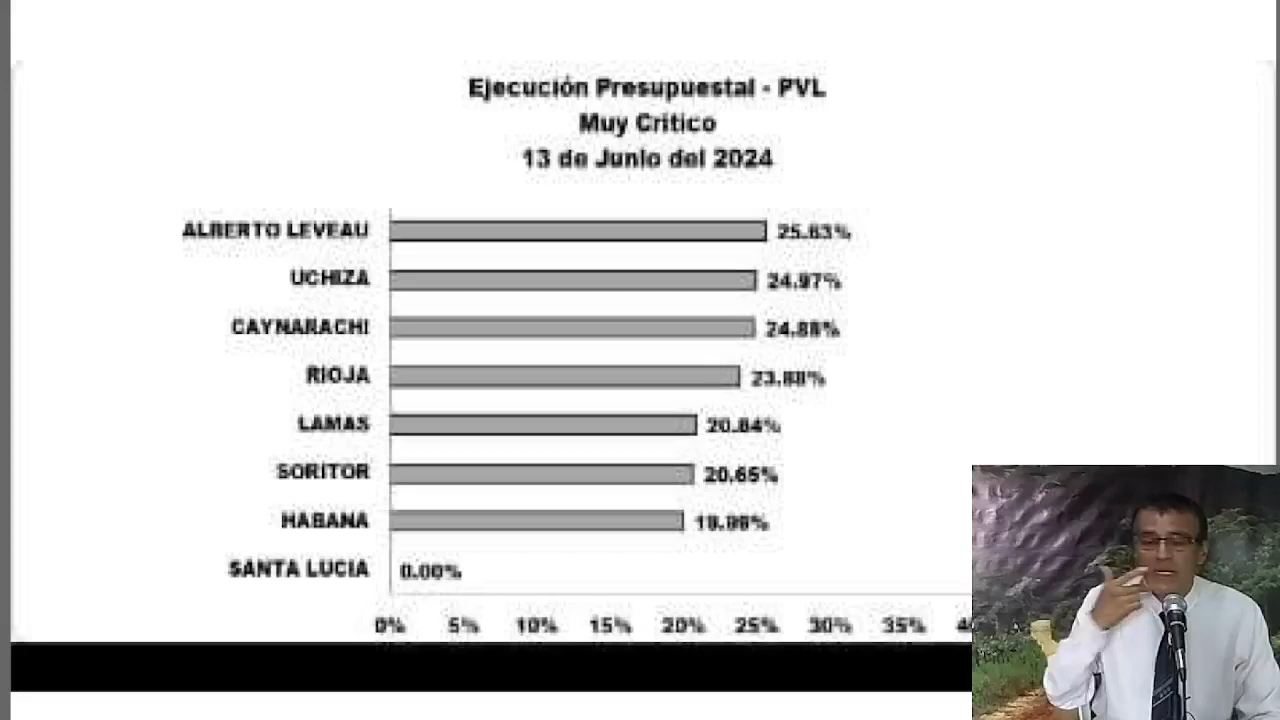 Ejecución Presupuestal - PVL
Muy Critico
13 de Junio del 2024
ALBERTO LEVEAU 25.63%
UCHIZA 24.97%
CAYNARACHI 24.88%
RIOJA 23.88%
LAMAS 20.84%
SORITOR 20.65%
HABANA 19.99%
SANTA LUCIA 0.00%
0% 5% 10% 15% 20% 25% 30% 35%